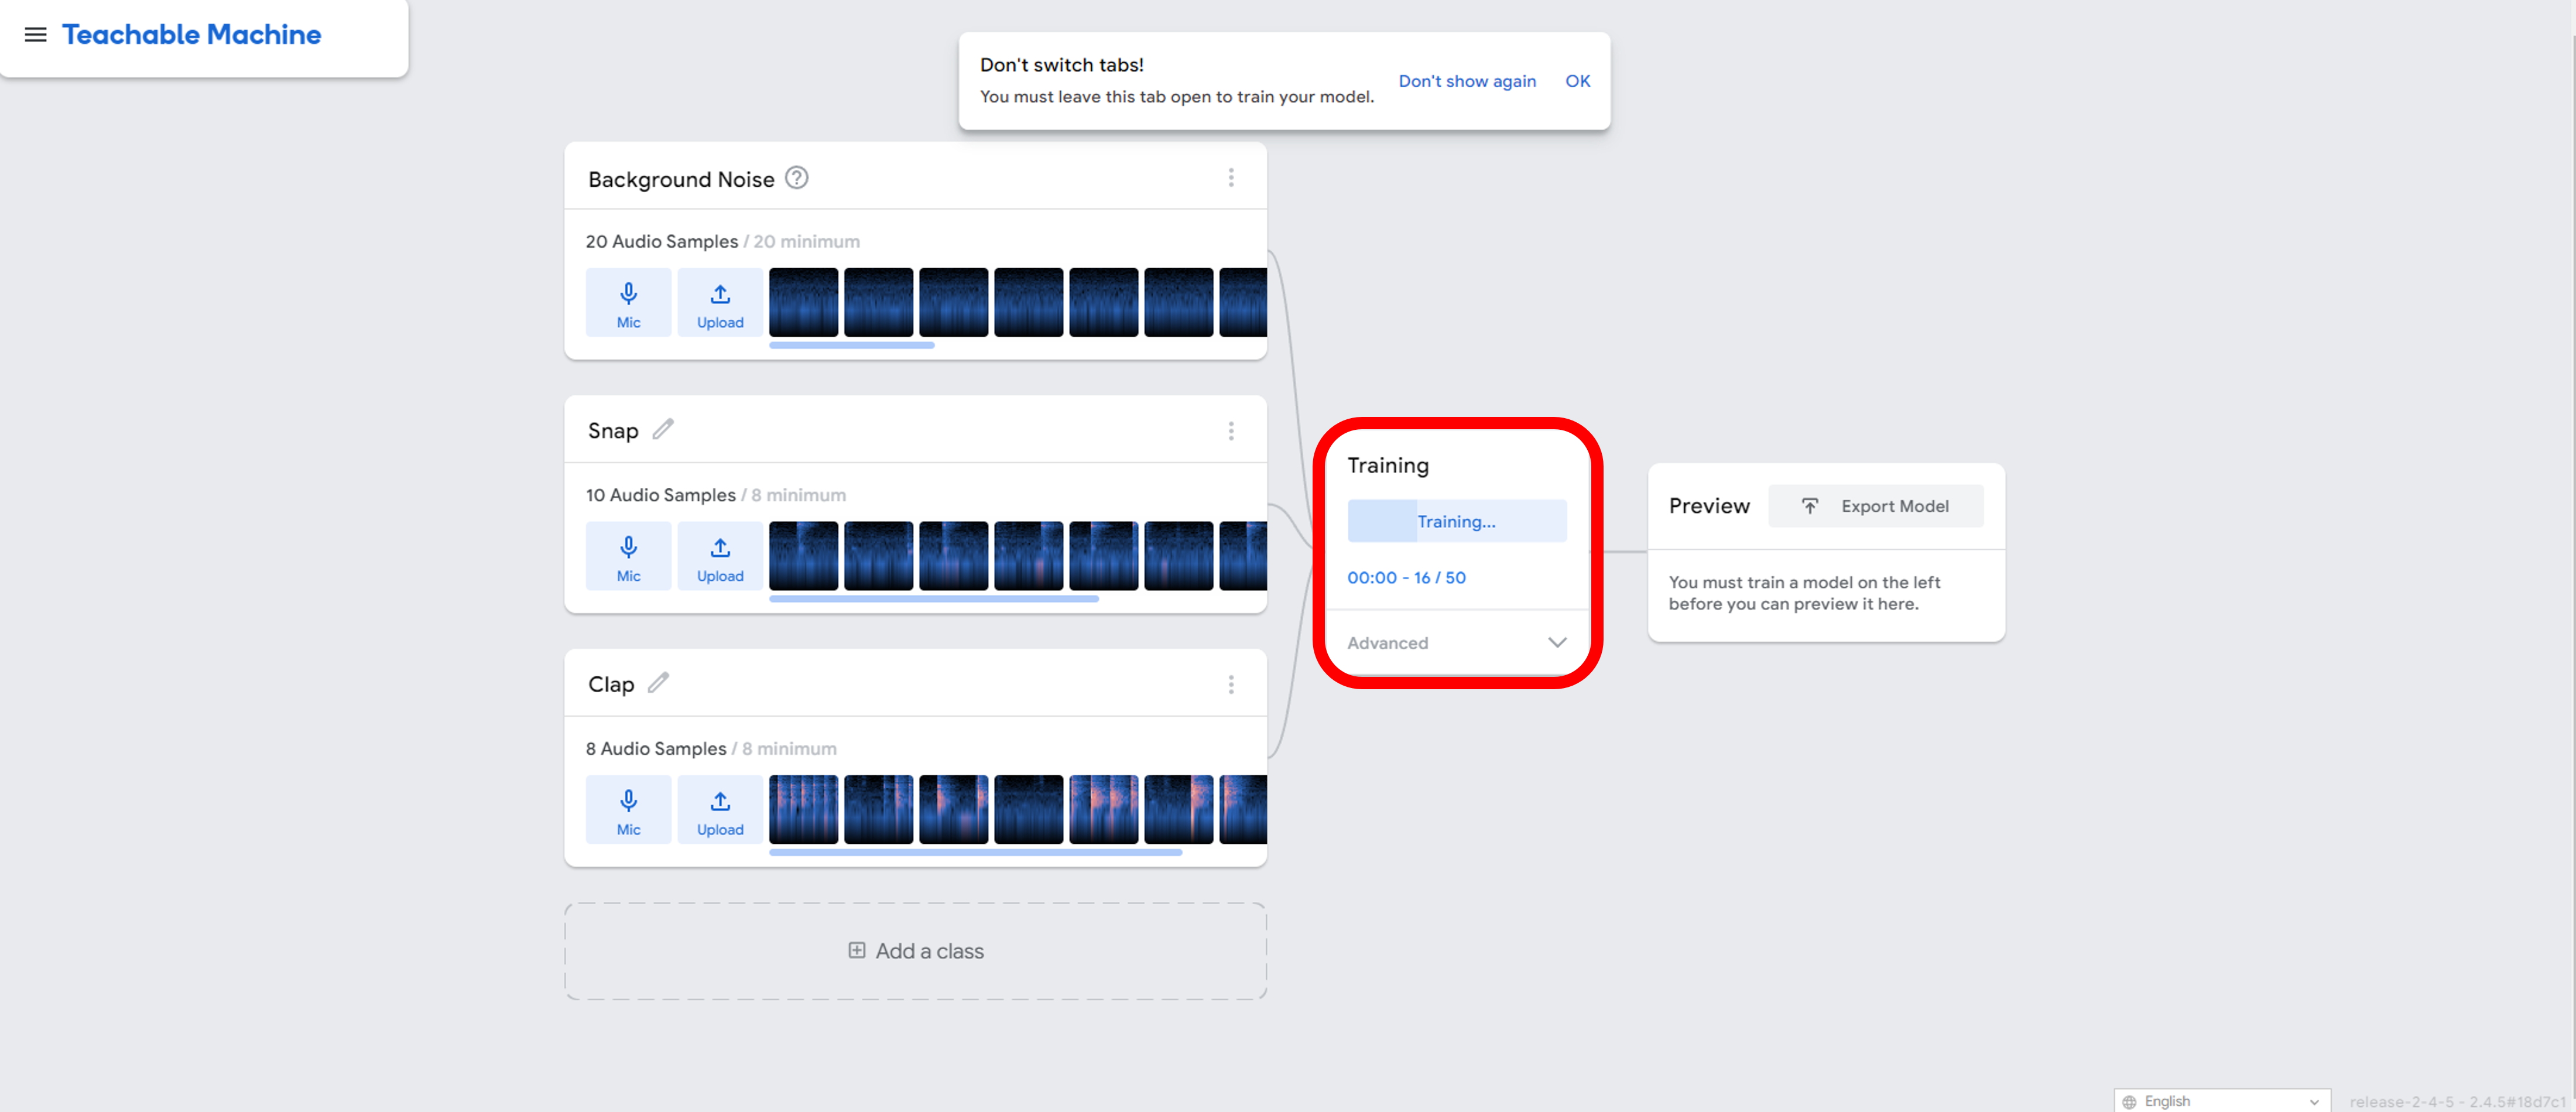 Teachable Machine
Don't switch tabs!
You must leave this tab open to train your model.
Don't show again
OK
Background Noise
20 Audio Samples / 20 minimum
Mic
Upload
Snap
10 Audio Samples / 8 minimum
Mic
Upload
Clap
8 Audio Samples / 8 minimum
Mic
Upload
Add a class
Training
Training...
00:00 - 16 / 50
Advanced
Preview
Export Model
You must train a model on the left
before you can preview it here.
English
release-2-4-5 - 2.4.5#18d7c1